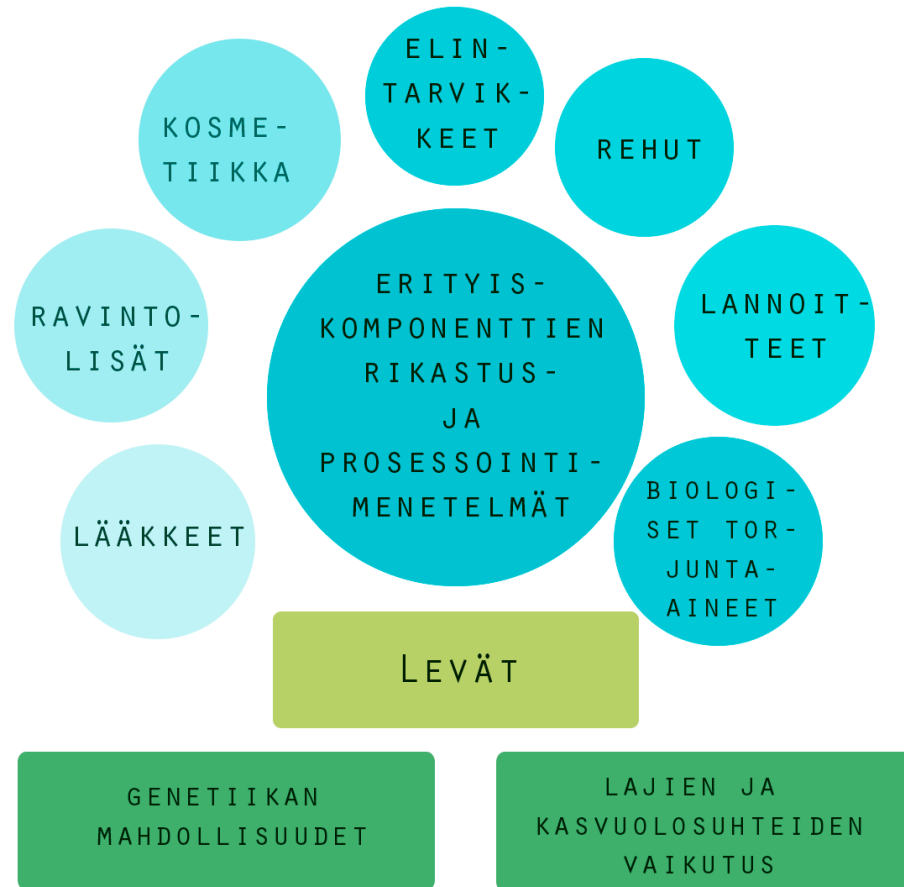 ELIN-
TARVIK-
KEET
KOSME-
TIIKKA
REHUT
RAVINTO-
LISÄT
ERITYIS-
KOMPONENTTIEN
RIKASTUS-
JA
PROSESSOINTI-
MENETELMÄT
LANNOIT-
TEET
LÄÄKKEET
BIOLOGI-
SET TOR-
JUNTA-
AINEET
LEVÄT
GENETIIKAN
MAHDOLLISUUDET
LAJIEN JA
KASVUOLOSUHTEIDEN
VAIKUTUS